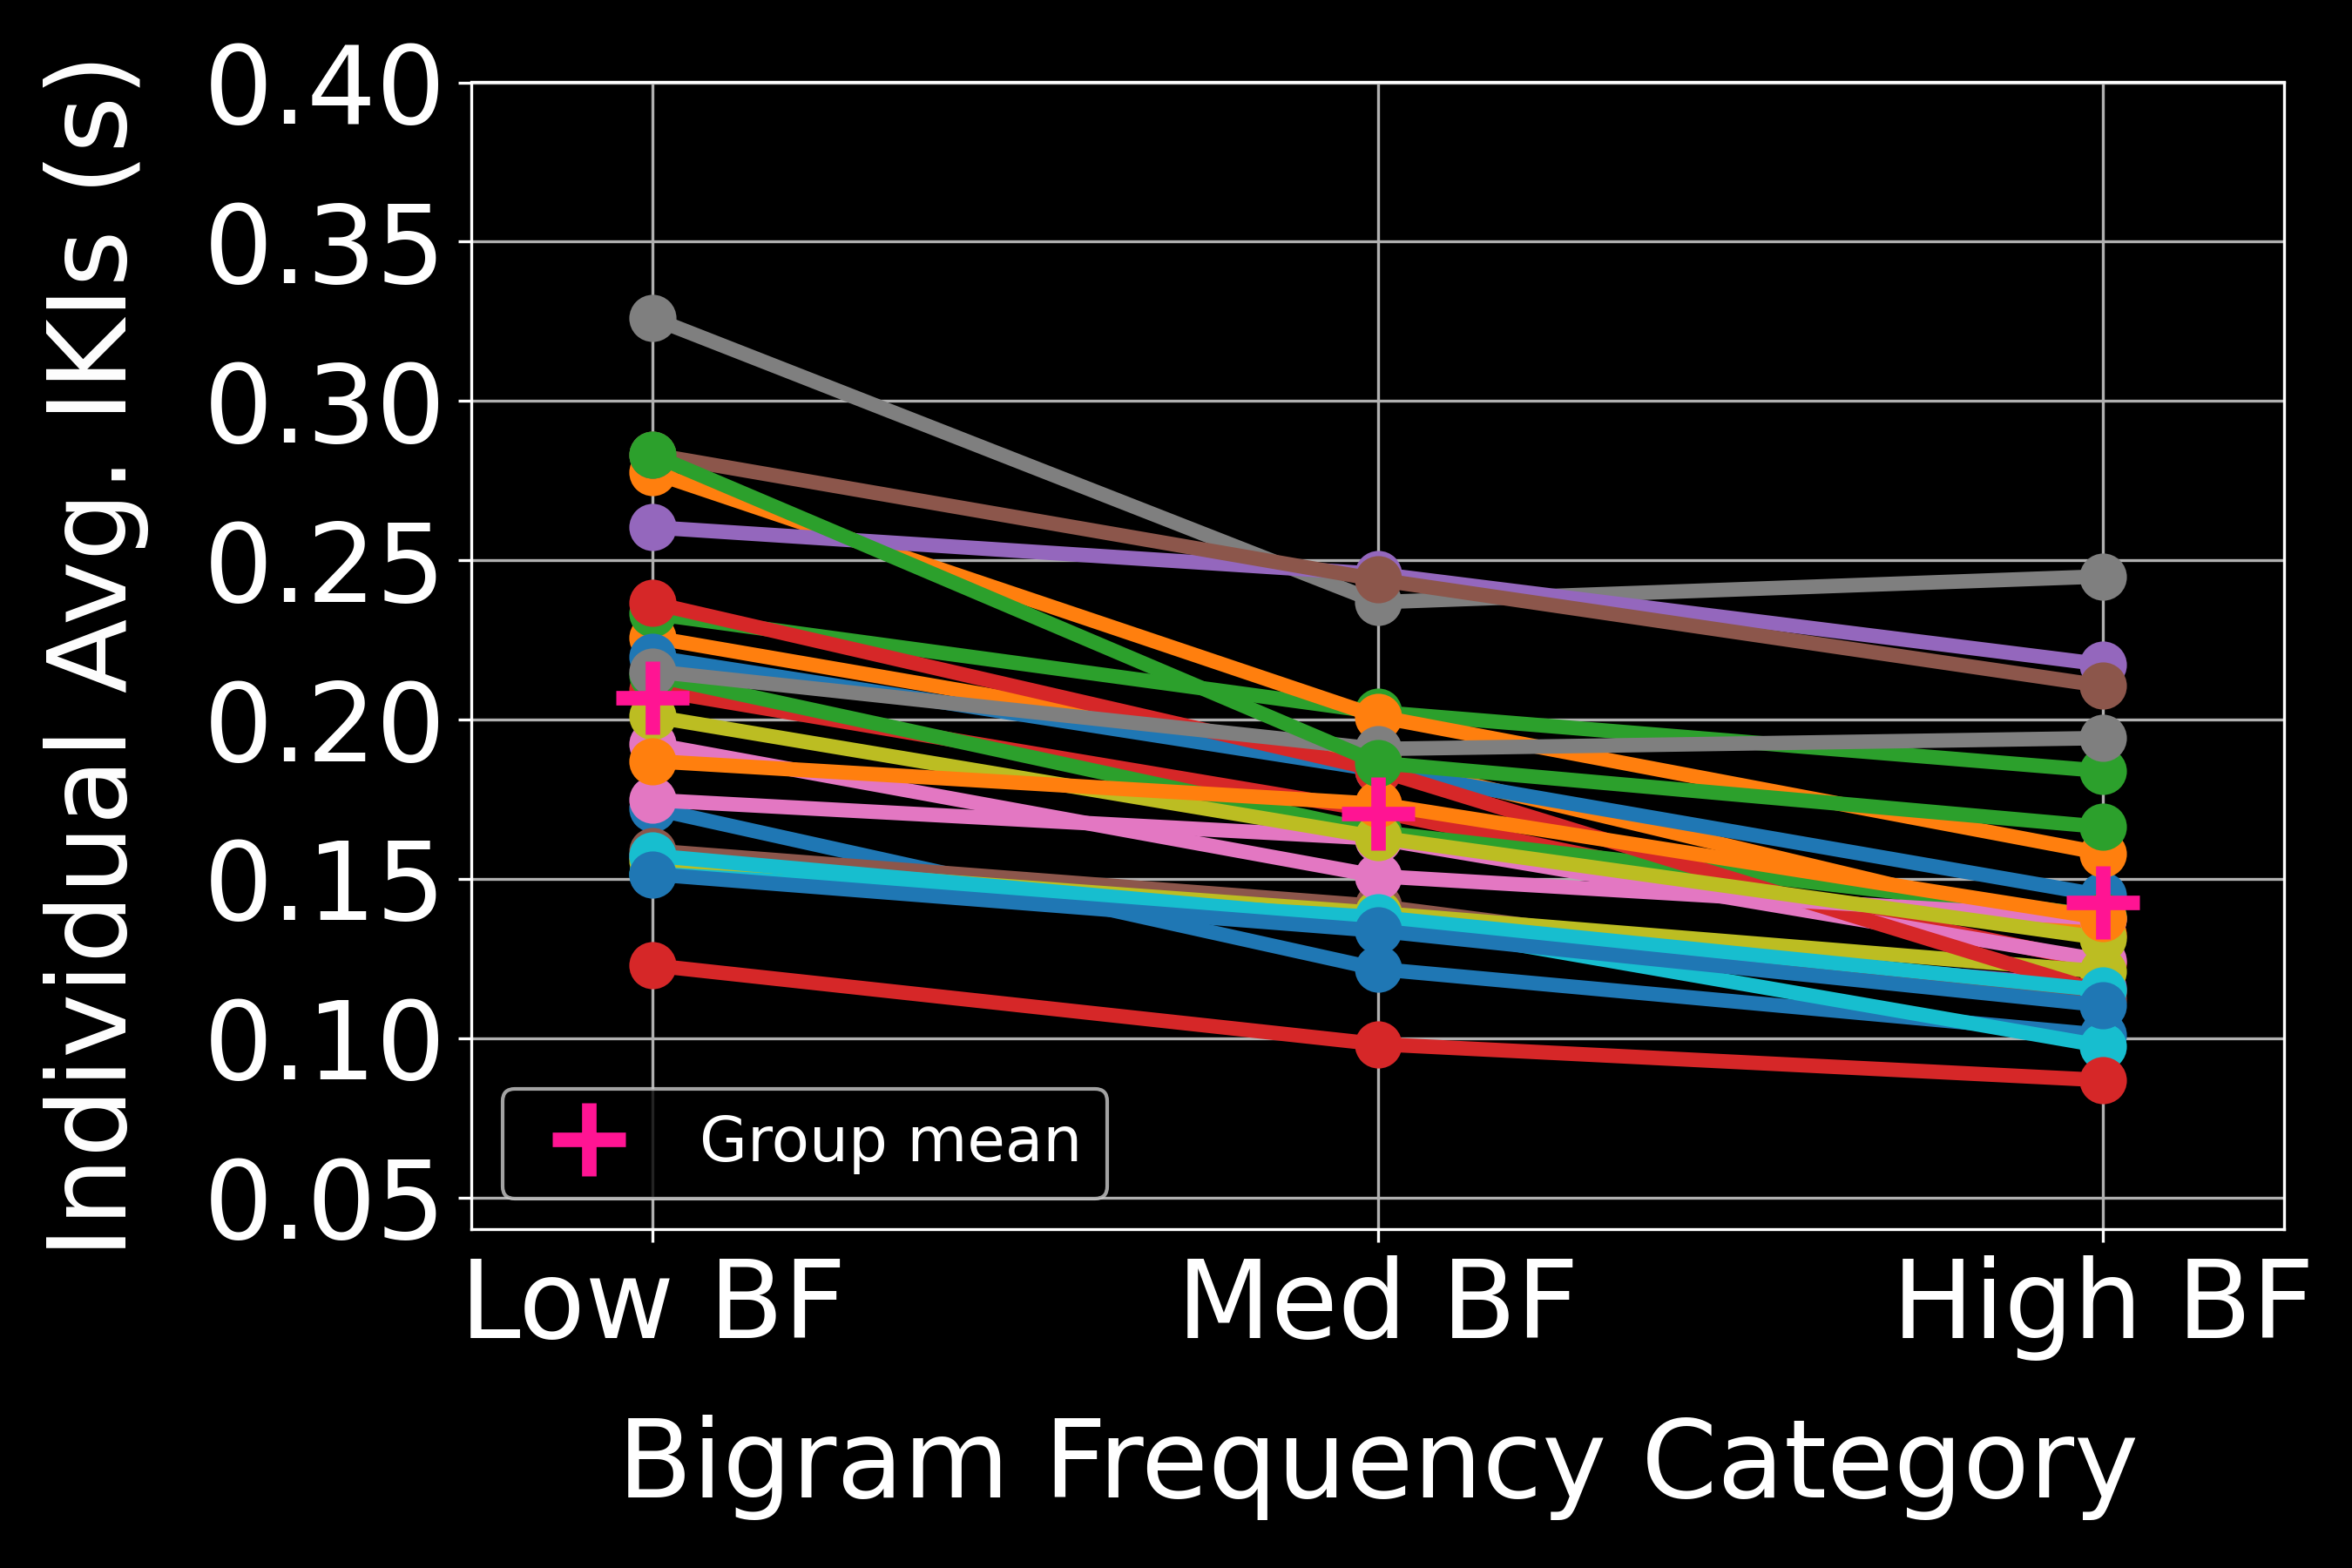 Individual Avg. IKIs (s)
0.40
0.35
0.30
0.25
0.20
0.15
0.10
0.05
Group mean
Low BF
Med BF
High BF
Bigram Frequency Category